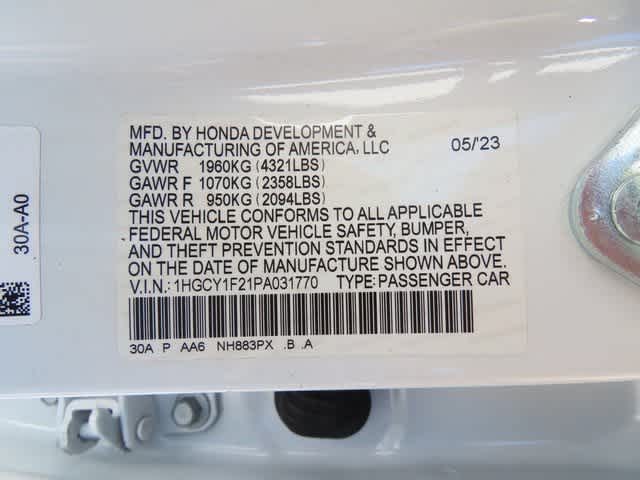 30A-A0
MFD. BY HONDA DEVELOPMENT &
MANUFACTURING OF AMERICA, LLC 05/'23
GVWR 1960KG (4321LBS)
GAWR F 1070KG (2358LBS)
GAWR R 950KG (2094LBS)
THIS VEHICLE CONFORMS TO ALL APPLICABLE
FEDERAL MOTOR VEHICLE SAFETY, BUMPER,
AND THEFT PREVENTION STANDARDS IN EFFECT
ON THE DATE OF MANUFACTURE SHOWN ABOVE.
V.I.N.: 1HGCY1F21PA031770 TYPE: PASSENGER CAR
30A P AA6 NH883PX .B .A